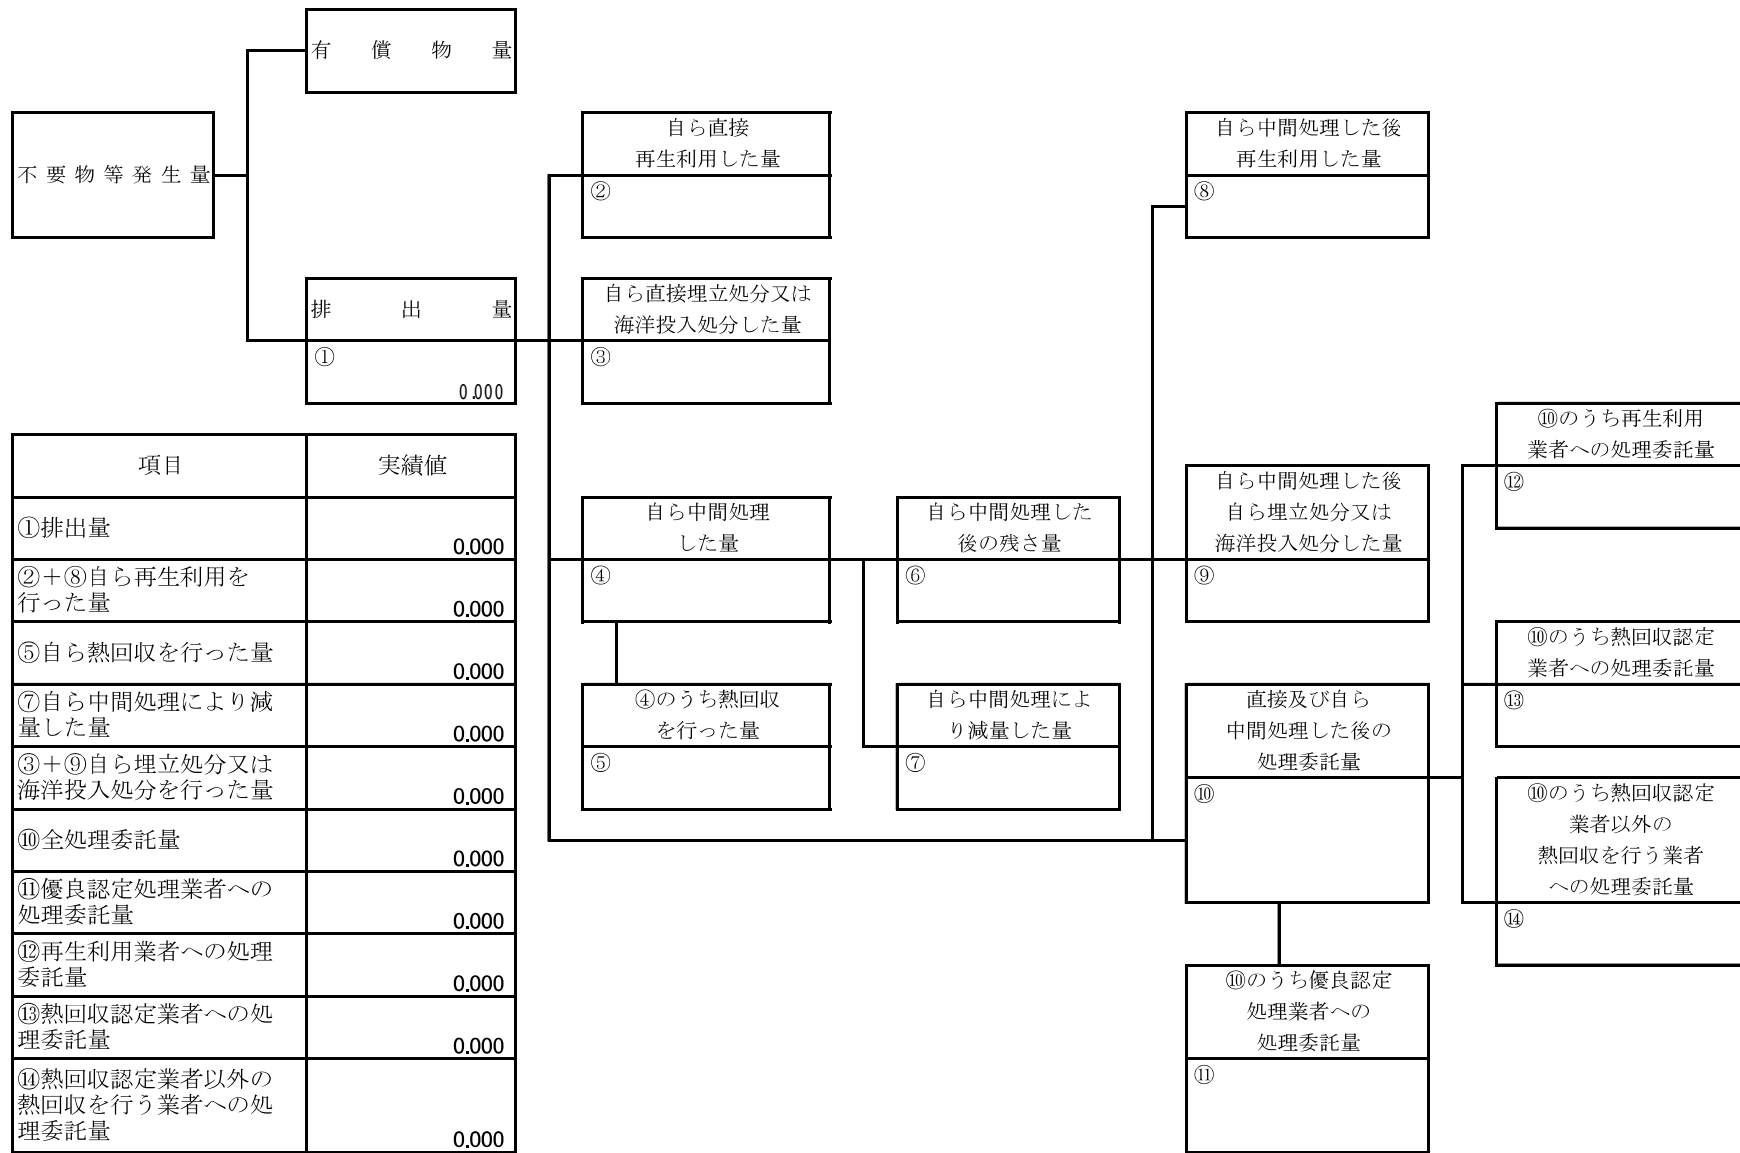 有償物量
不要物等発生量
自ら直接
再生利用した量
②
自ら中間処理した後
再生利用した量
⑧
排出量
①
0.000
自ら直接埋立処分又は
海洋投入処分した量
③
項目 実績値
①排出量
0.000
②+⑧自ら再生利用を
行った量
0.000
⑤自ら熱回収を行った量
0.000
⑦自ら中間処理により減
量した量
0.000
③+⑨自ら埋立処分又は
海洋投入処分を行った量
0.000
⑩全処理委託量
0.000
⑪優良認定処理業者への
処理委託量
0.000
⑫再生利用業者への処理
委託量
0.000
⑬熱回収認定業者への処
理委託量
0.000
⑭熱回収認定業者以外の
熱回収を行う業者への処
理委託量
0.000
自ら中間処理
した量
④
④のうち熱回収
を行った量
⑤
自ら中間処理した
後の残さ量
⑥
自ら中間処理によ
り減量した量
⑦
自ら中間処理した後
自ら埋立処分又は
海洋投入処分した量
⑨
直接及び自ら
中間処理した後の
処理委託量
⑩
⑩のうち優良認定
処理業者への
処理委託量
⑪
⑩のうち再生利用
業者への処理委託量
⑫
⑩のうち熱回収認定
業者への処理委託量
⑬
⑩のうち熱回収認定
業者以外の
熱回収を行う業者
への処理委託量
⑭